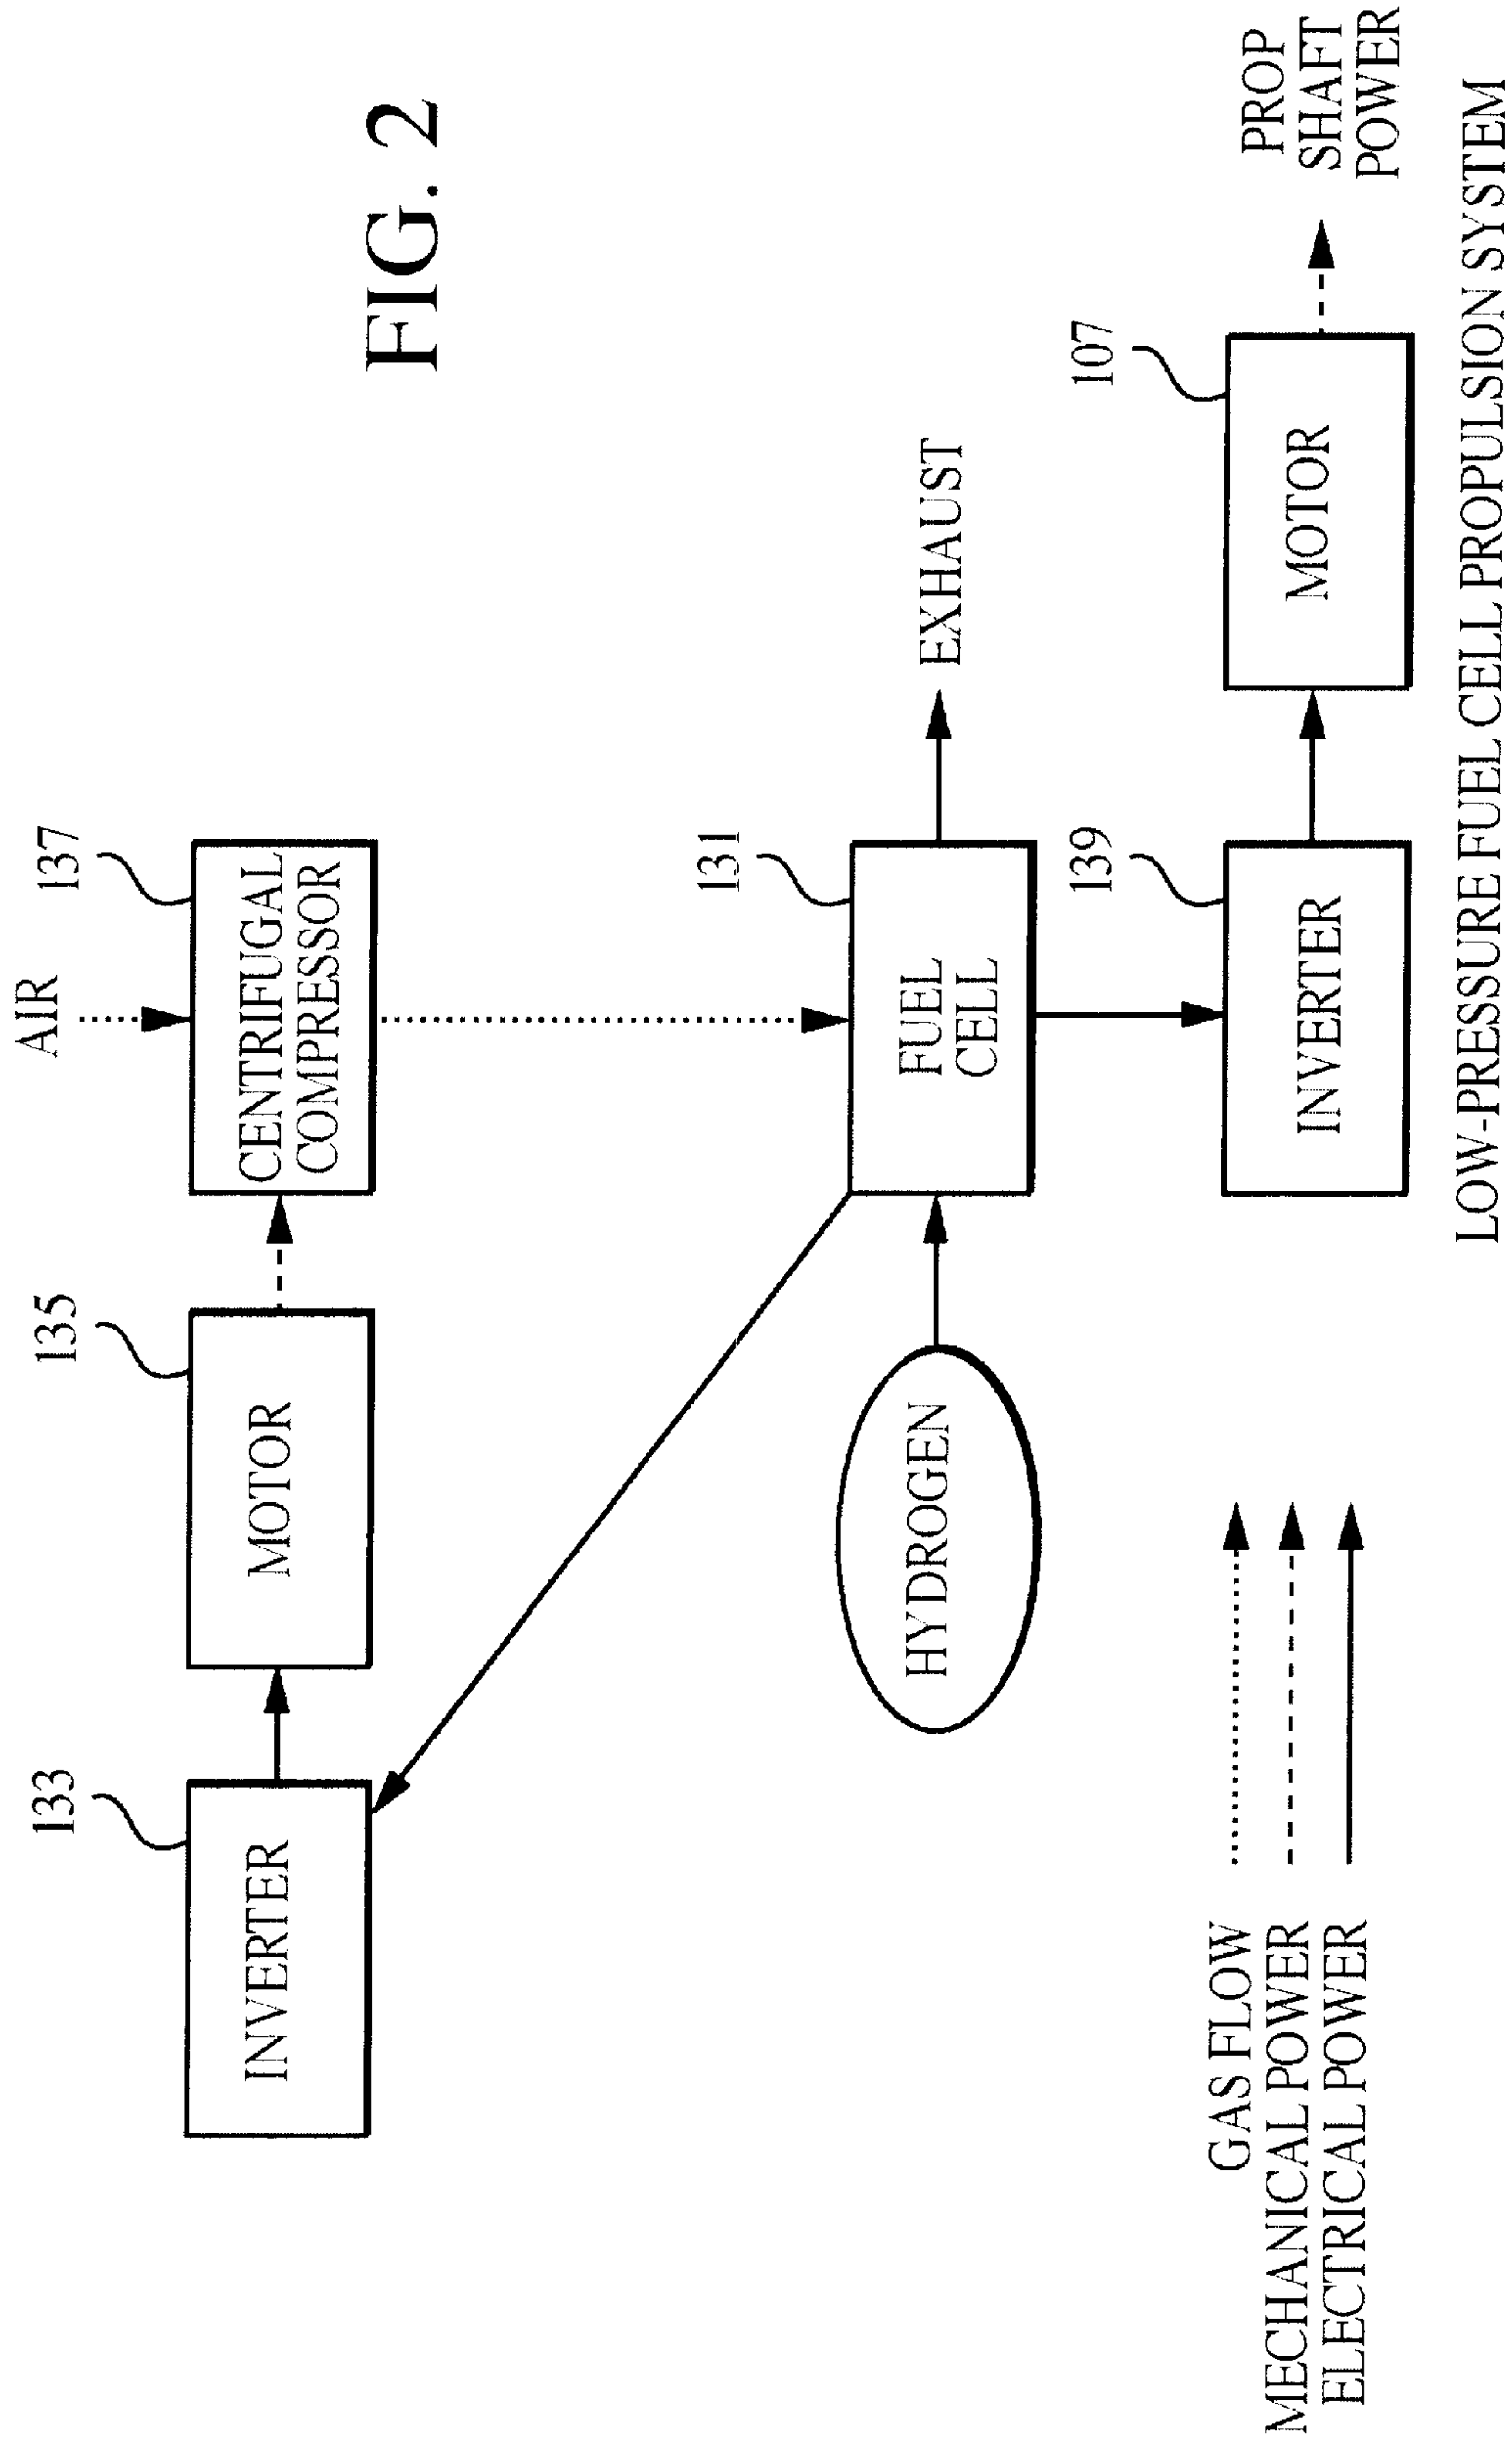 FIG. 2
AIR
133
135
137
INVERTER
MOTOR
CENTRIFUGAL
COMPRESSOR
131
HYDROGEN
FUEL
CELL
EXHAUST
139
107
GAS FLOW
MECHANICAL POWER
ELECTRICAL POWER
INVERTER
MOTOR
PROP
SHAFT
POWER
LOW-PRESSURE FUEL CELL PROPULSION SYSTEM